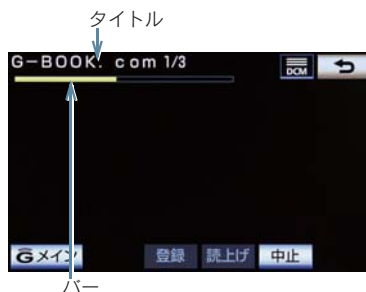 タイトル
G-BOOK. com 1/3
DCM
Gメイン
登録 読上げ 中止
バー